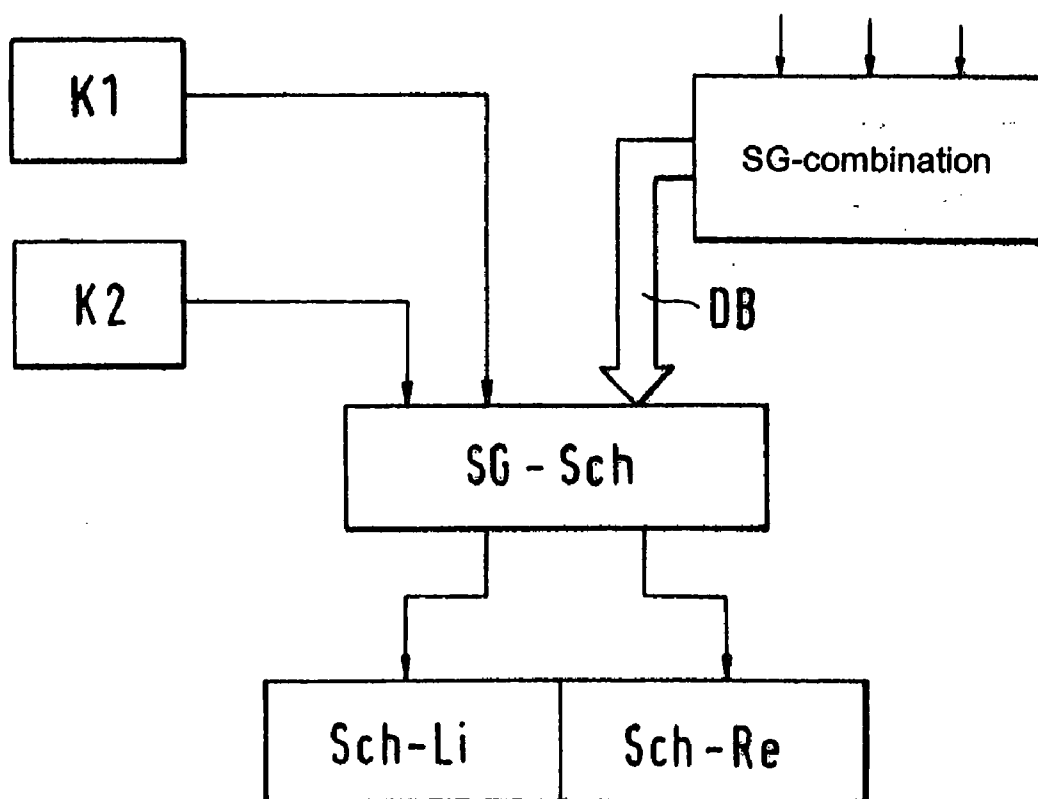 K1
SG-combination
K2
DB
SG - Sch
Sch-Li
Sch-Re